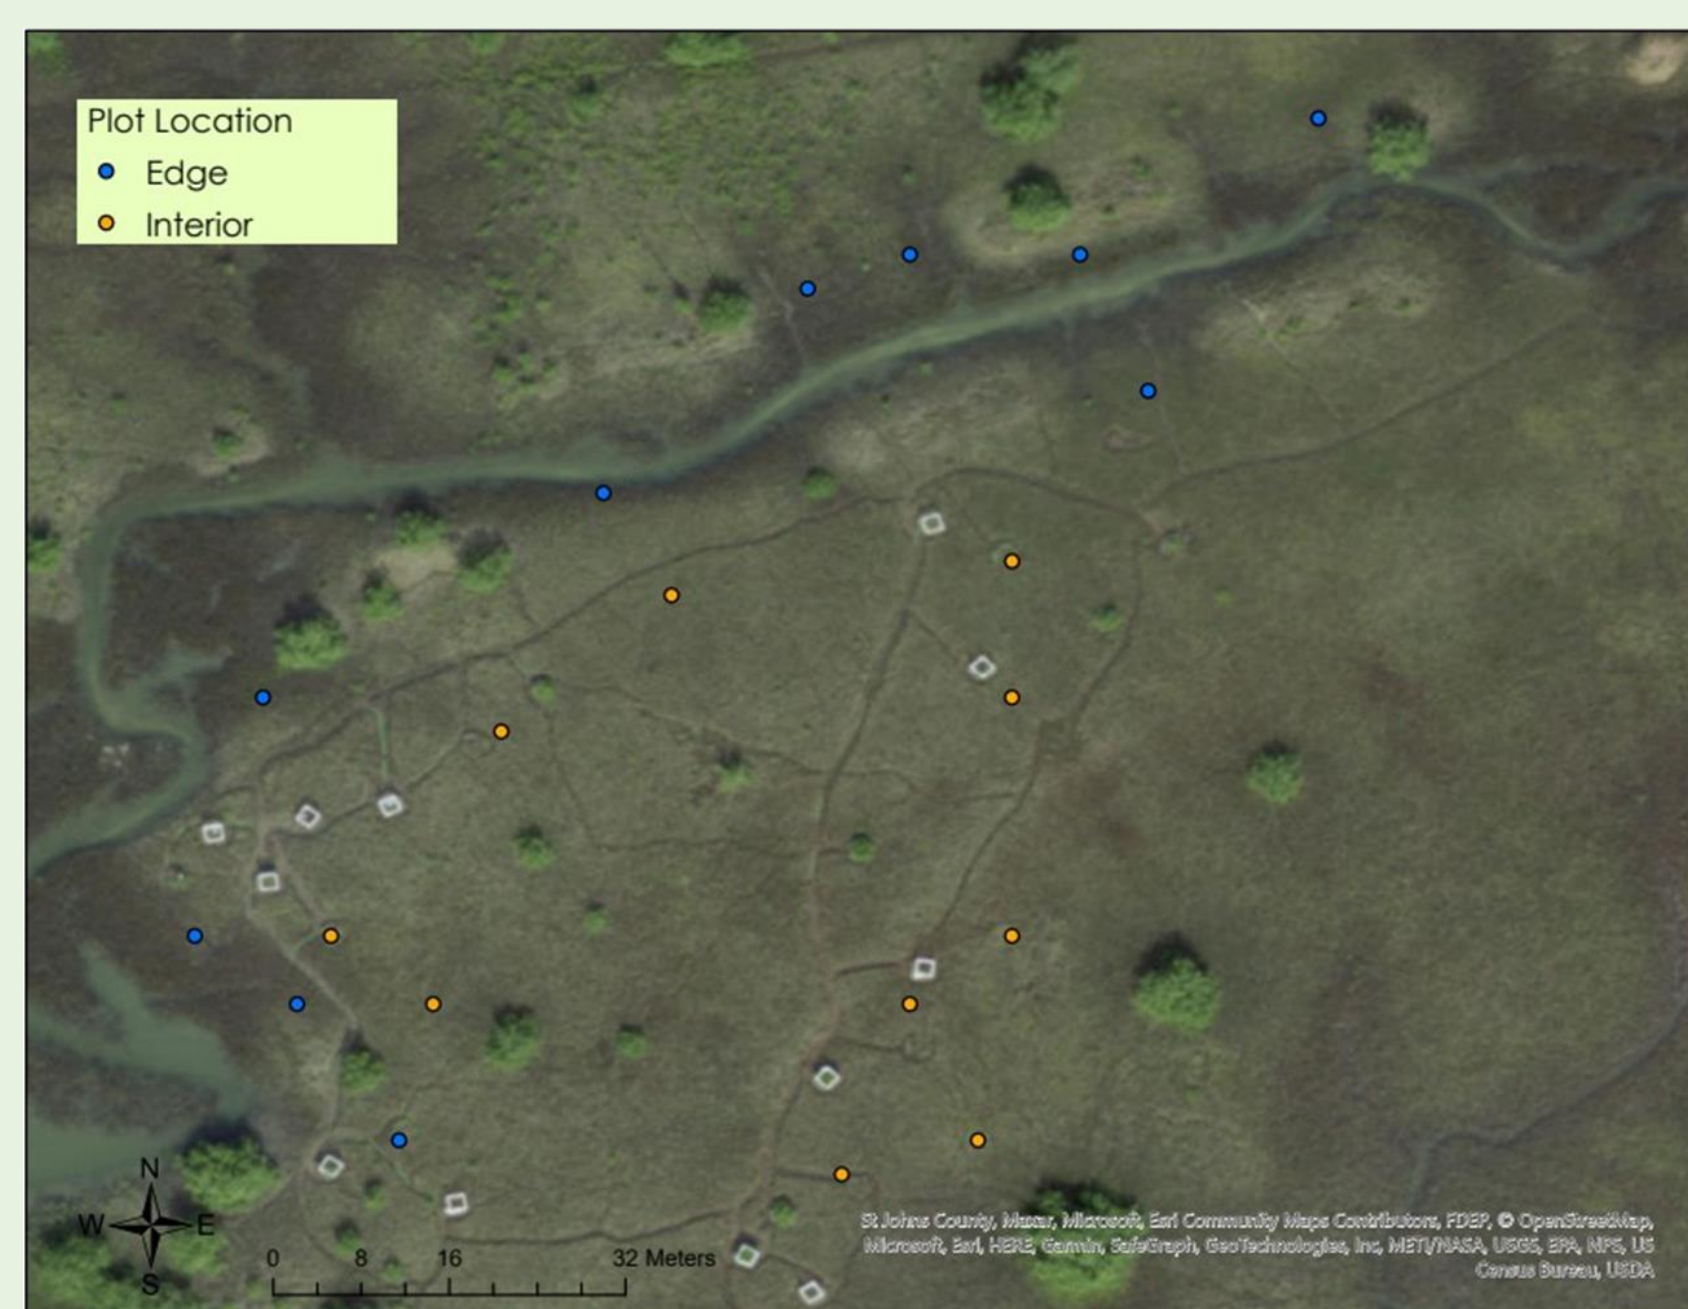 Plot Location
Edge
Interior
N
W E
S
0 8 16 32 Meters
St Johns County, Maxar, Microsoft, Esri Community Maps Contributors, FDEP, © OpenStreetMap,
Microsoft, Esri, HERE, Garmin, SafeGraph, GeoTechnologies, Inc, METI/NASA, USGS, EPA, NPS, US
Census Bureau, USDA